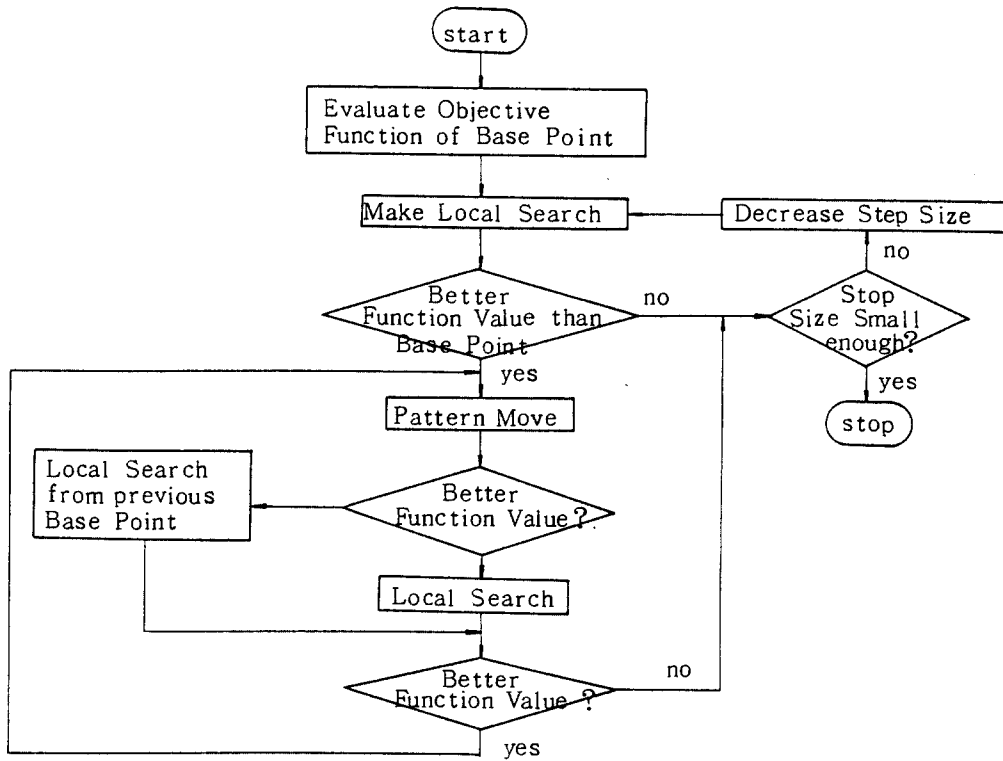 start
Evaluate Objective
Function of Base Point
Make Local Search
Decrease Step Size
no
Better
Function Value than
Base Point
no
Stop
Size Small
enough?
yes
yes
Pattern Move
stop
Local Search
from previous
Base Point
Better
Function Value?
Local Search
Better
Function Value ?
no
yes